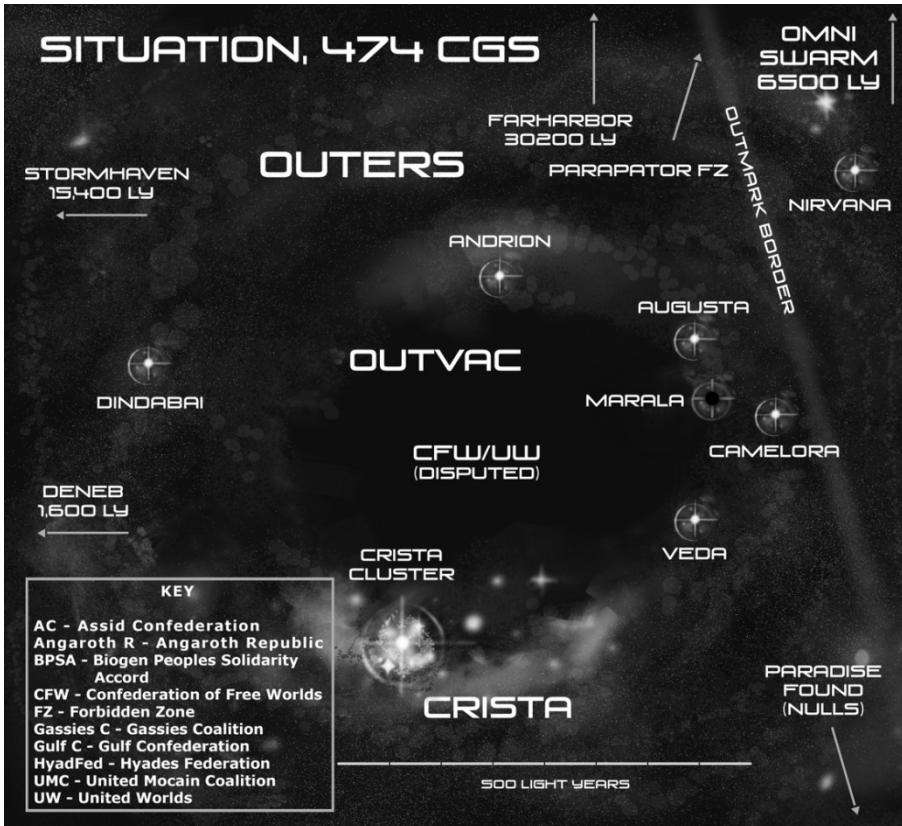 SITUATION, 474 CGS
OMNI
SWARM
6500 LY
FARHARBOR
30200 LY
PARAPATOR FZ
OUTMARK BORDER
STORMHAVEN
15,400 LY
OUTERS
NIRVANA
ANDRION
AUGUSTA
OUTVAC
MARALA
DINDABAI
CAMELORA
CFW/UW
(DISPUTED)
DENEB
1,600 LY
VEDA
CRISTA
CLUSTER
CRISTA
PARADISE
FOUND
(NULLS)
500 LIGHT YEARS
KEY
AC - Assid Confederation
Angaroth R - Angaroth Republic
BPSA - Biogen Peoples Solidarity
Accord
CFW - Confederation of Free Worlds
FZ - Forbidden Zone
Gassies C - Gassies Coalition
Gulf C - Gulf Confederation
HyadFed - Hyades Federation
UMC - United Mocain Coalition
UW - United Worlds